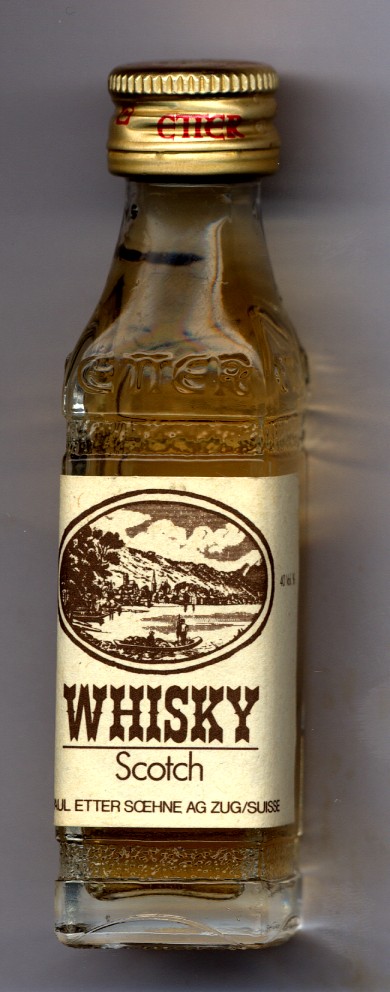 ETTER
ETTER
40 Vol. %
WHISKY
Scotch
AUL ETTER SŒHNE AG ZUG/SUISSE